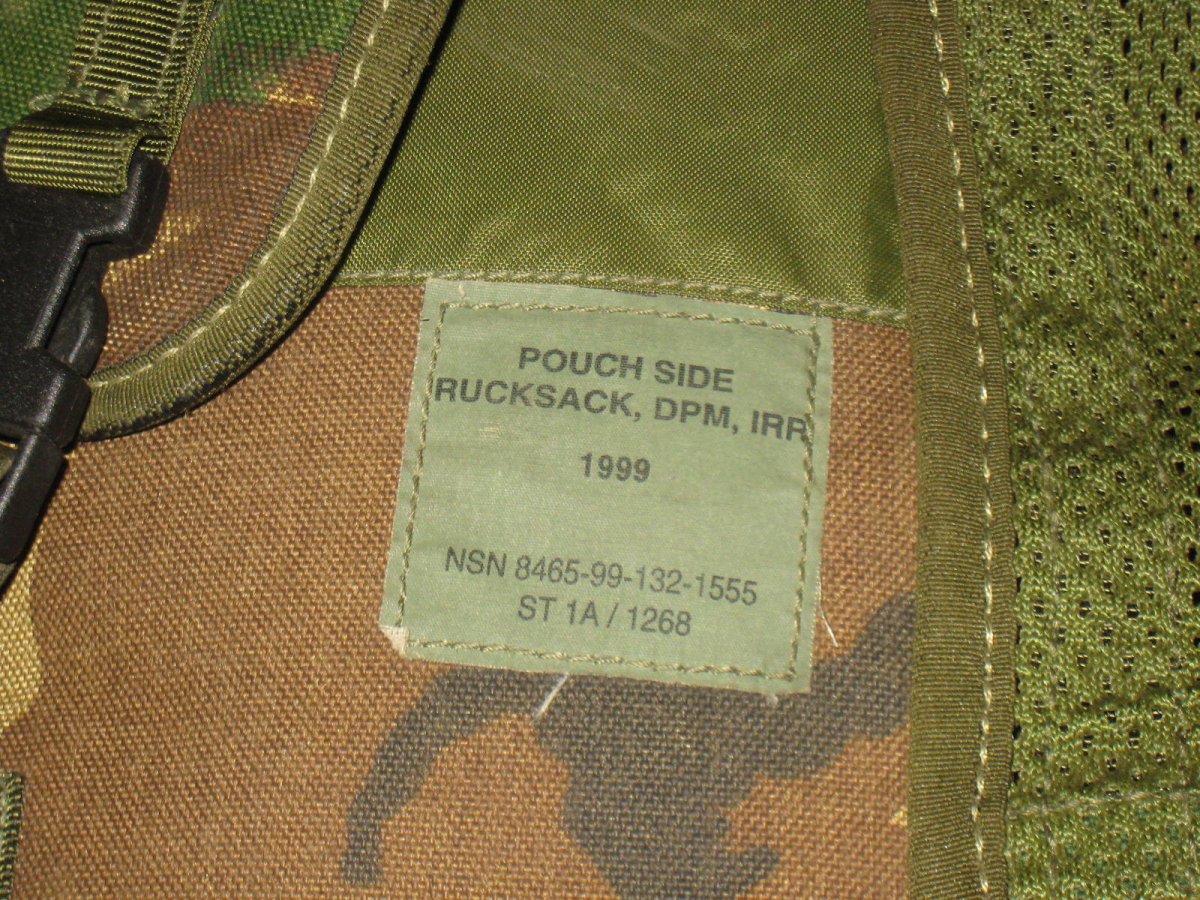 POUCH SIDE
RUCKSACK, DPM, IRR
1999
NSN 8465-99-132-1555
ST 1A / 1268